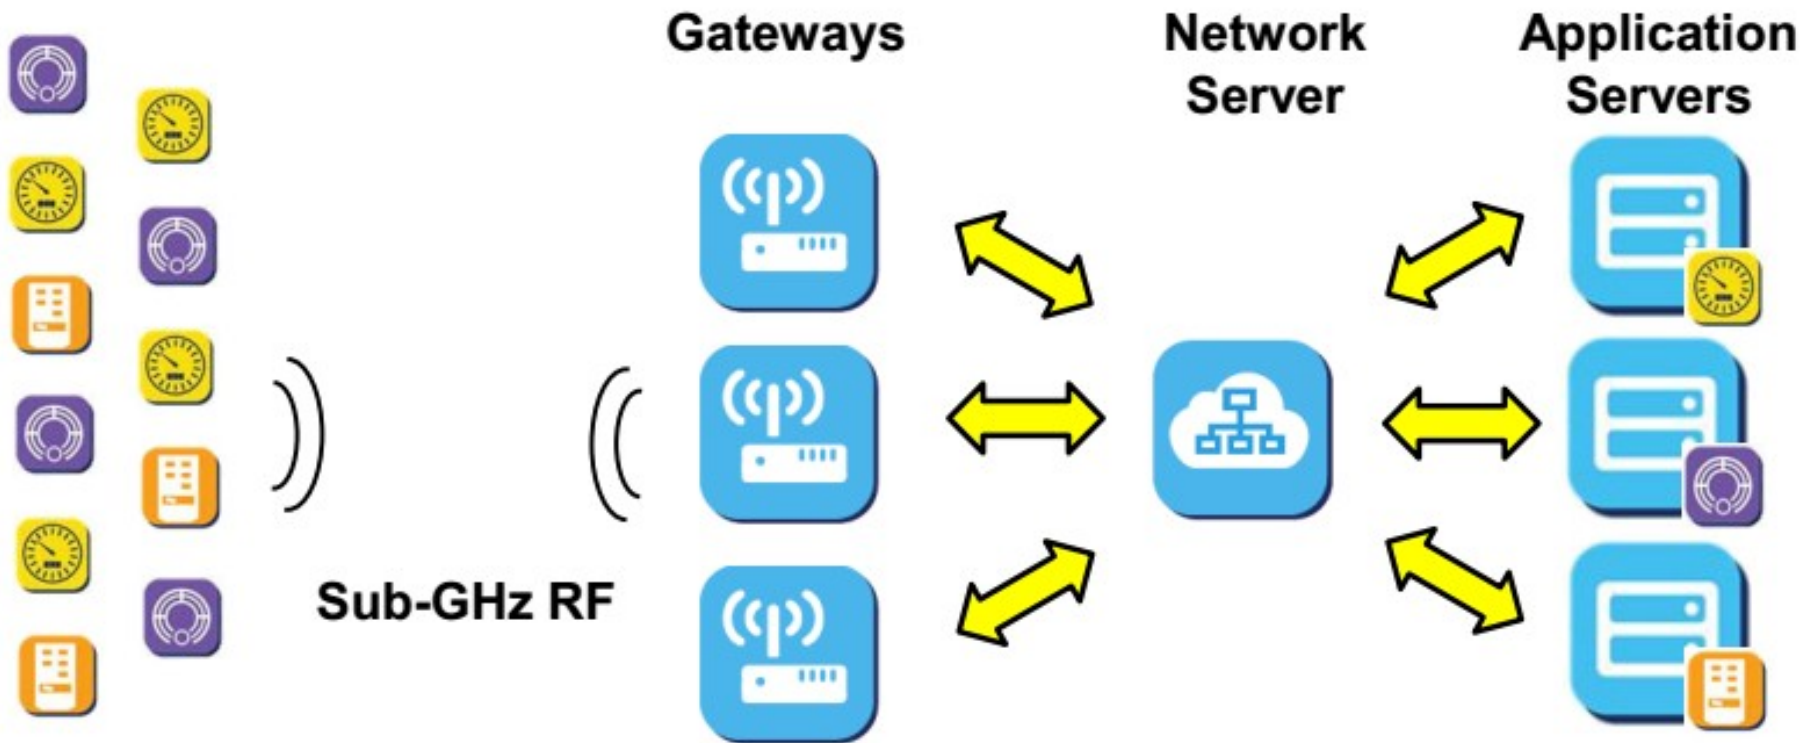 Gateways
Network
Server
Application
Servers
Sub-GHz RF